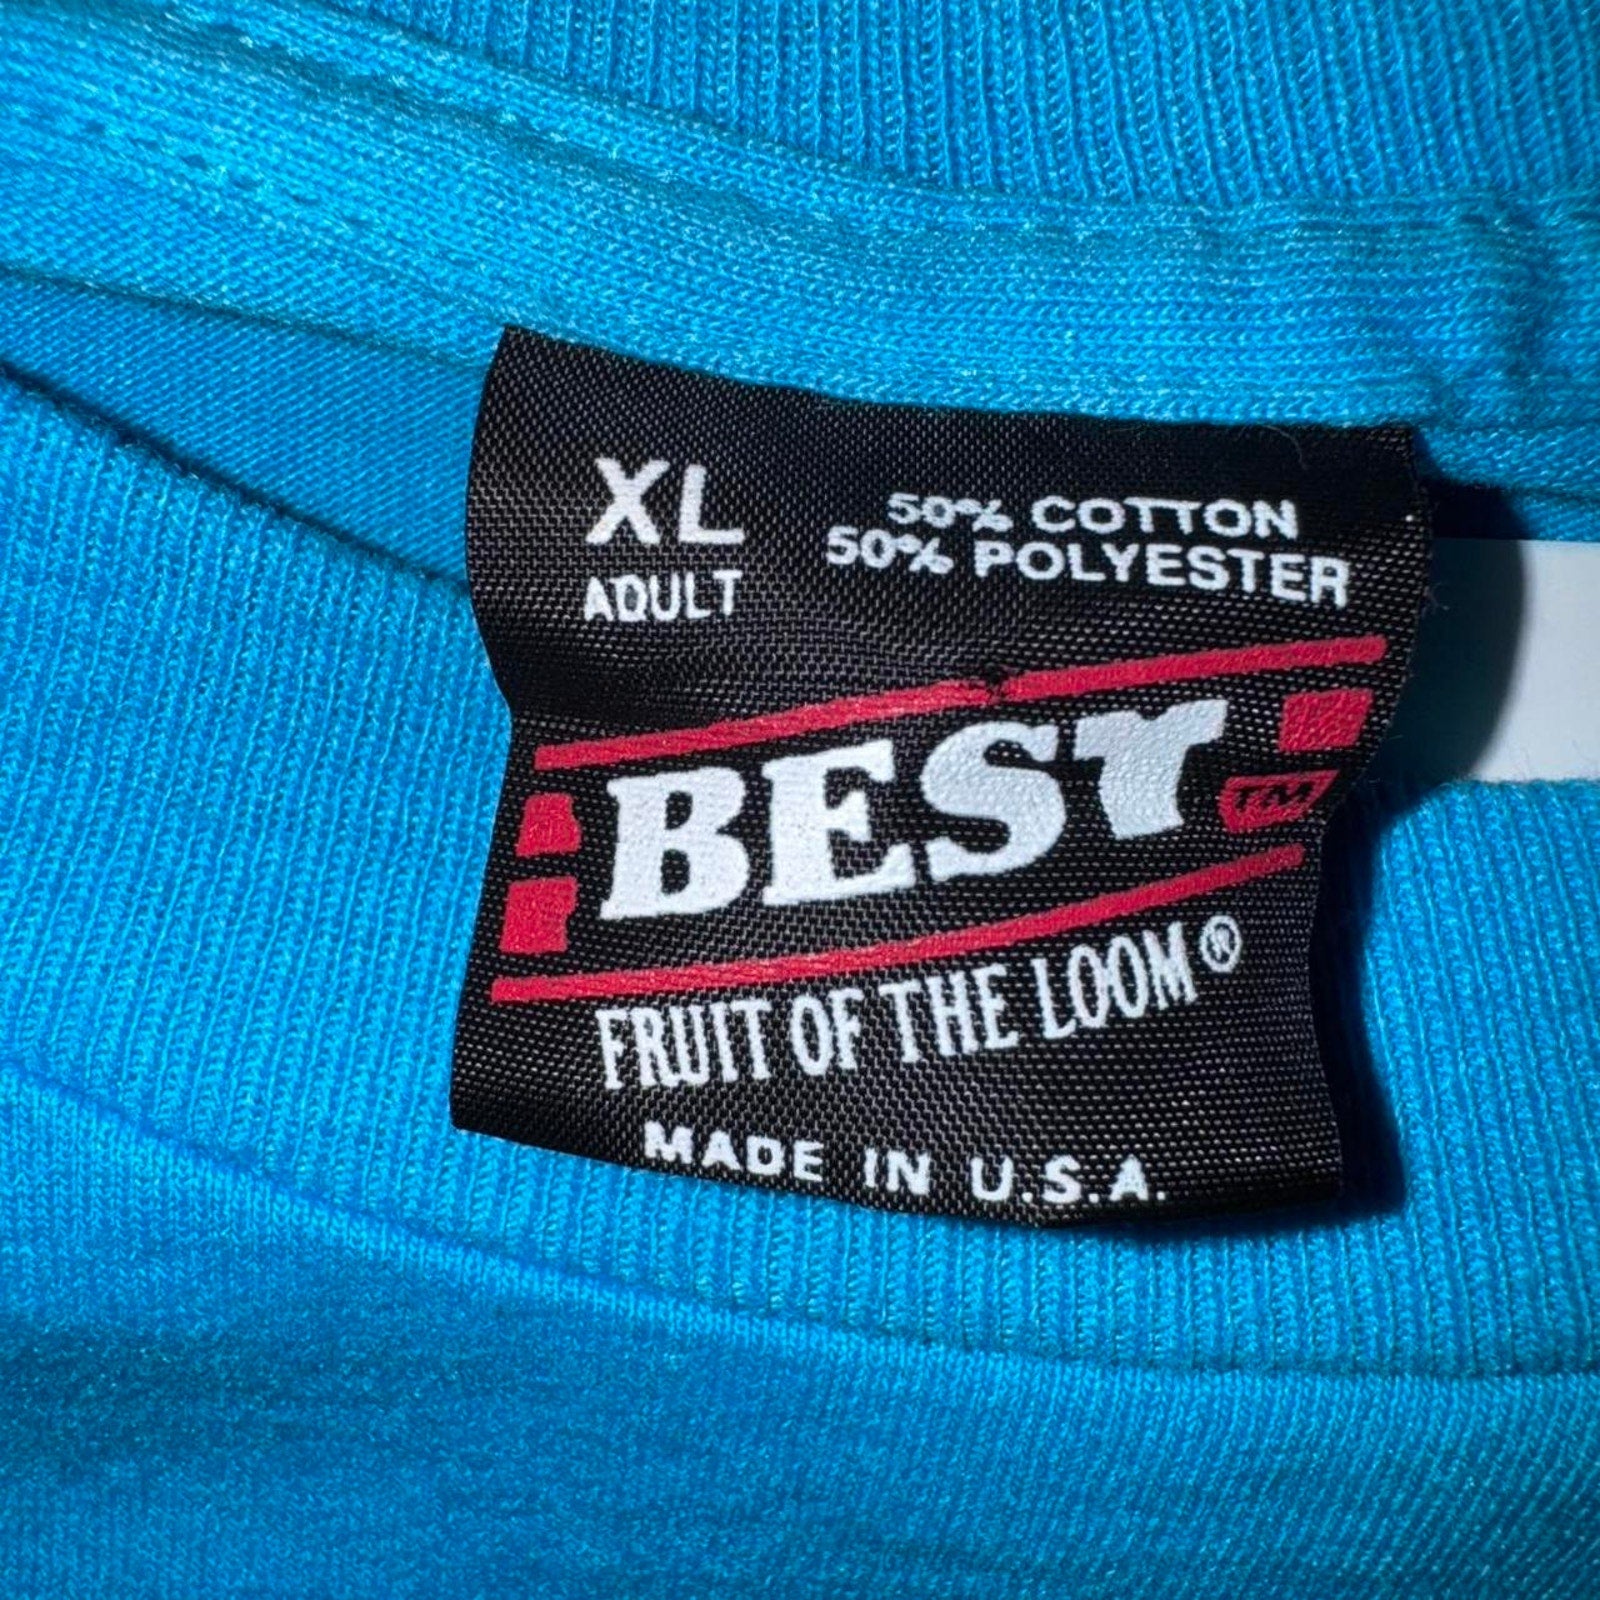 XL
ADULT
50% COTTON
50% POLYESTER
BEST
TM
FRUIT OF THE LOOM®
MADE IN U.S.A.